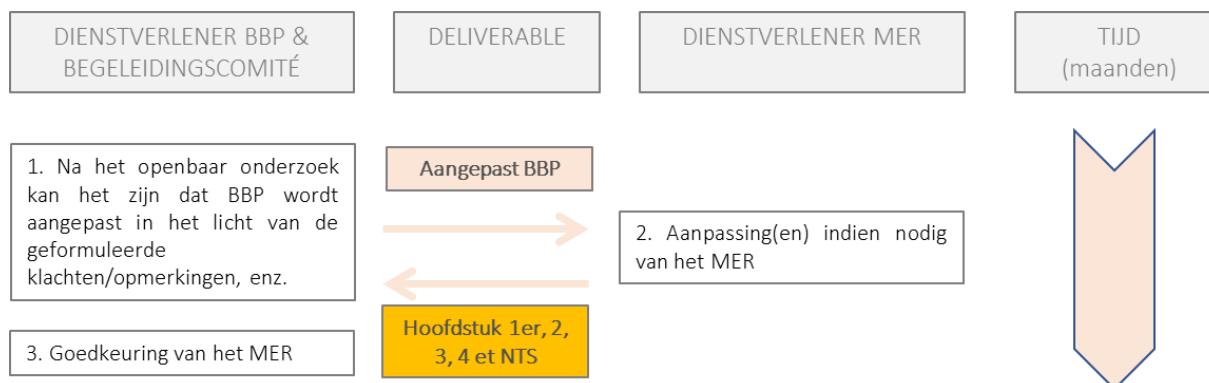 DIENSTVERLENER BBP &
BEGELEIDINGSCOMITÉ
DELIVERABLE
DIENSTVERLENER MER
TIJD
(maanden)
1. Na het openbaar onderzoek
kan het zijn dat BBP wordt
aangepast in het licht van de
geformuleerde
klachten/opmerkingen, enz.
Aangepast BBP
2. Aanpassing(en) indien nodig
van het MER
Hoofdstuk 1er, 2,
3, 4 et NTS
3. Goedkeuring van het MER